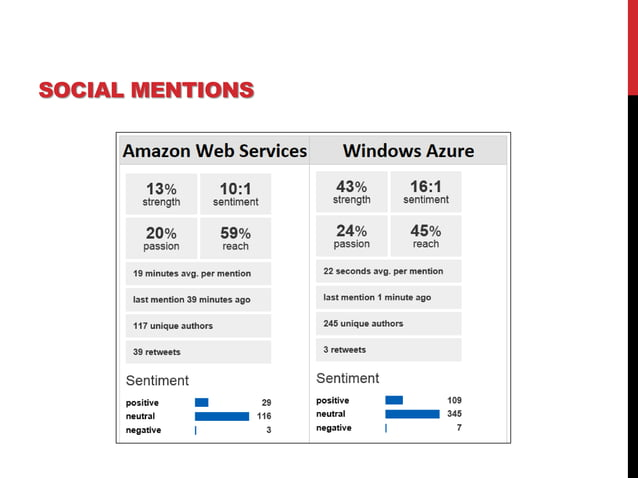 SOCIAL MENTIONS
Amazon Web Services
13% strength
10:1 sentiment
20% passion
59% reach
19 minutes avg. per mention
last mention 39 minutes ago
117 unique authors
39 retweets
Sentiment
positive 29
neutral 116
negative 3
Windows Azure
43% strength
16:1 sentiment
24% passion
45% reach
22 seconds avg. per mention
last mention 1 minute ago
245 unique authors
3 retweets
Sentiment
positive 109
neutral 345
negative 7